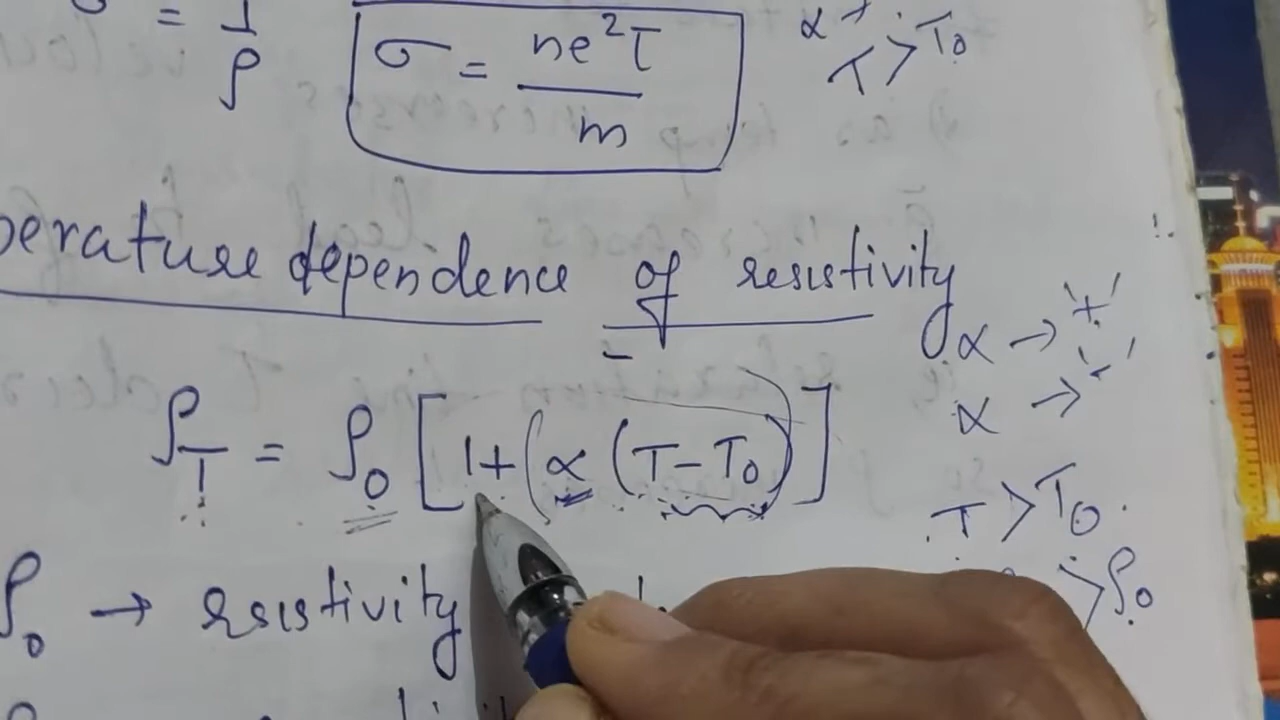 = 1/ρ
σ = ne²τ/m
α +
T > T₀
perature dependence of resistivity
α → '+'
α → '-'
ρ_T = ρ₀ [1+(α (T-T₀)]
T > T₀
> ρ₀
ρ₀ → resistivity